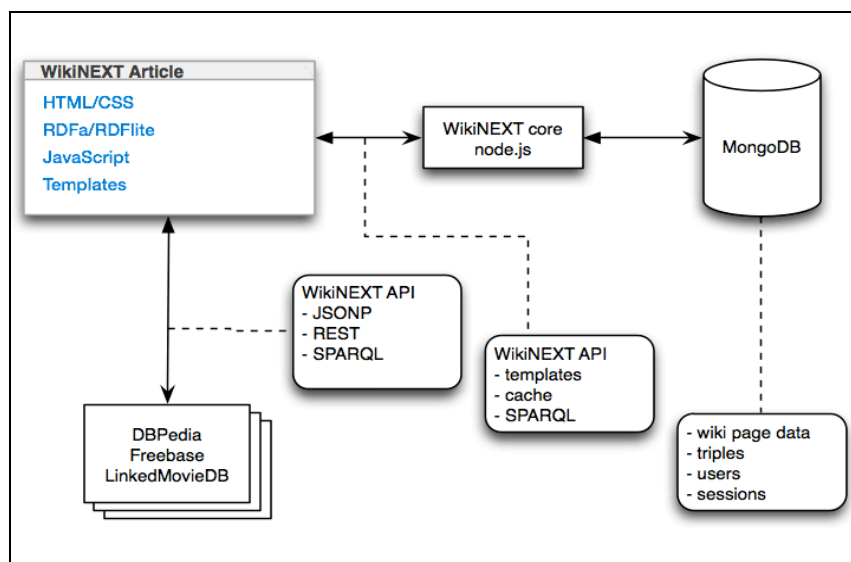 WikiNEXT Article
HTML/CSS
RDFa/RDFlite
JavaScript
Templates
WikiNEXT core
node.js
MongoDB
WikiNEXT API
- JSONP
- REST
- SPARQL
WikiNEXT API
- templates
- cache
- SPARQL
DBPedia
Freebase
LinkedMovieDB
- wiki page data
- triples
- users
- sessions